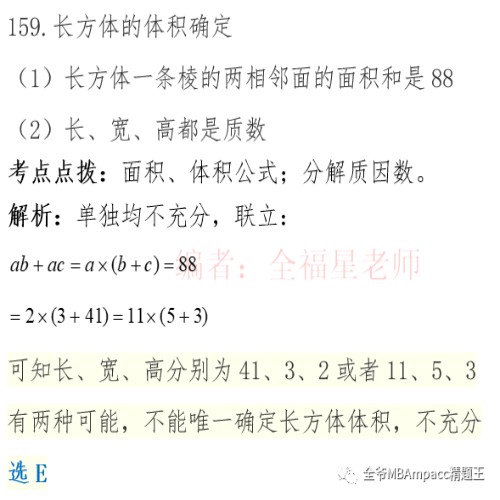 159.长方体的体积确定
（1）长方体一条棱的两相邻面的面积和是 88
（2）长、宽、高都是质数
考点点拨：面积、体积公式；分解质因数。
解析：单独均不充分，联立：
ab + ac = a×(b+c) = 88
编者：全福星老师
= 2×(3+41) = 11×(5+3)
可知长、宽、高分别为 41、3、2 或者 11、5、3
有两种可能，不能唯一确定长方体体积，不充分
选 E
全爷MBAmpacc精题王